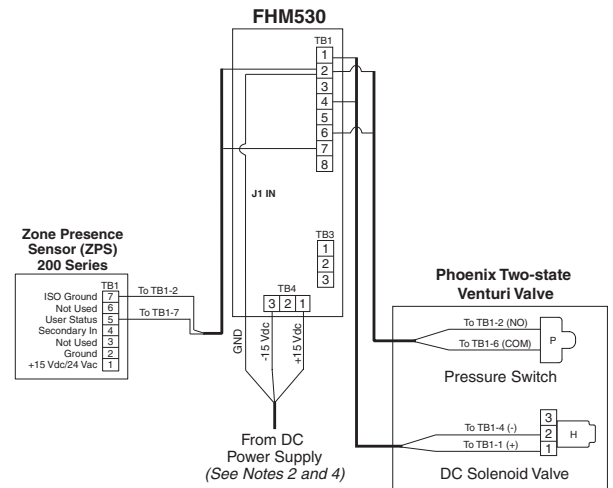 FHM530
TB1
1
2
3
4
5
6
7
8
J1 IN
TB3
1
2
3
TB4
3 2 1
GND
-15 Vdc
+15 Vdc
From DC
Power Supply
(See Notes 2 and 4)
Zone Presence
Sensor (ZPS)
200 Series
TB1
ISO Ground 7
Not Used 6
User Status 5
Secondary In 4
Not Used 3
Ground 2
+15 Vdc/24 Vac 1
To TB1-2
To TB1-7
Phoenix Two-state
Venturi Valve
To TB1-2 (NO)
To TB1-6 (COM)
P
Pressure Switch
3
2
1
To TB1-4 (-)
To TB1-1 (+)
H
DC Solenoid Valve